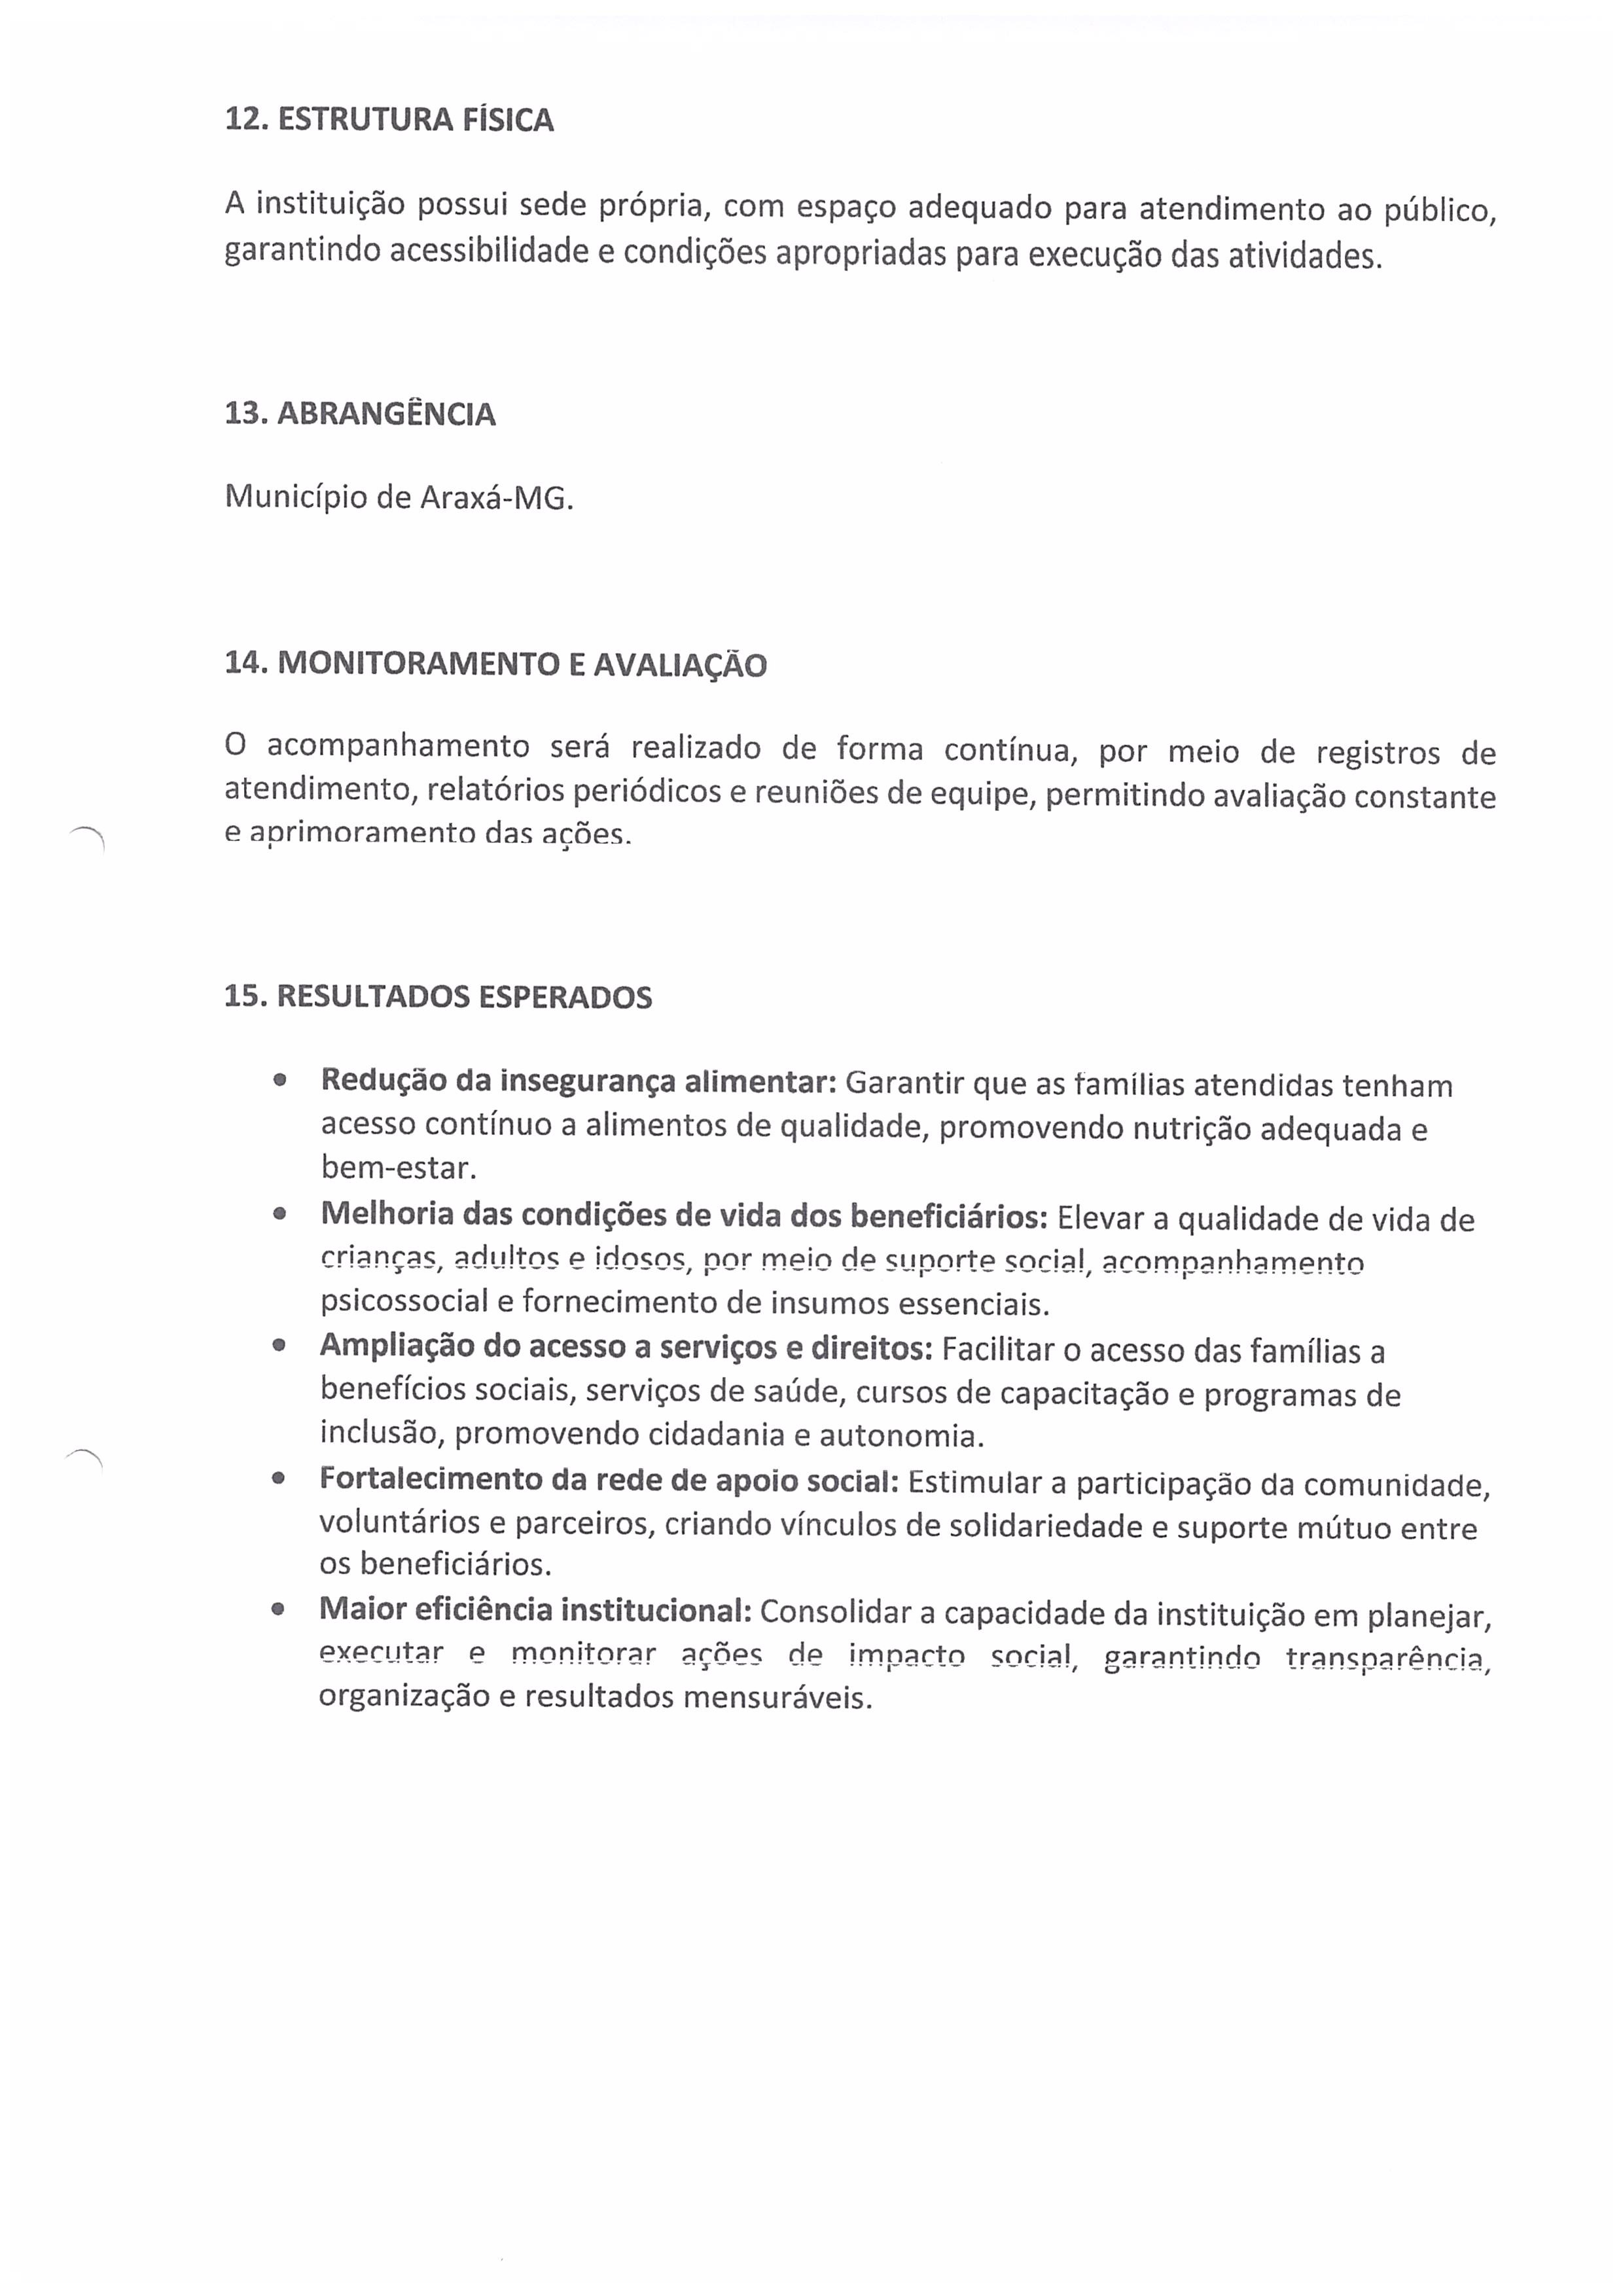 12. ESTRUTURA FÍSICA
A instituição possui sede própria, com espaço adequado para atendimento ao público,
garantindo acessibilidade e condições apropriadas para execução das atividades.
13. ABRANGÊNCIA
Município de Araxá-MG.
14. MONITORAMENTO E AVALIAÇÃO
O acompanhamento será realizado de forma contínua, por meio de registros de
atendimento, relatórios periódicos e reuniões de equipe, permitindo avaliação constante
e aprimoramento das ações.
15. RESULTADOS ESPERADOS
• Redução da insegurança alimentar: Garantir que as famílias atendidas tenham
acesso contínuo a alimentos de qualidade, promovendo nutrição adequada e
bem-estar.
• Melhoria das condições de vida dos beneficiários: Elevar a qualidade de vida de
crianças, adultos e idosos, por meio de suporte social, acompanhamento
psicossocial e fornecimento de insumos essenciais.
• Ampliação do acesso a serviços e direitos: Facilitar o acesso das famílias a
benefícios sociais, serviços de saúde, cursos de capacitação e programas de
inclusão, promovendo cidadania e autonomia.
• Fortalecimento da rede de apoio social: Estimular a participação da comunidade,
voluntários e parceiros, criando vínculos de solidariedade e suporte mútuo entre
os beneficiários.
• Maior eficiência institucional: Consolidar a capacidade da instituição em planejar,
executar e monitorar ações de impacto social, garantindo transparência,
organização e resultados mensuráveis.